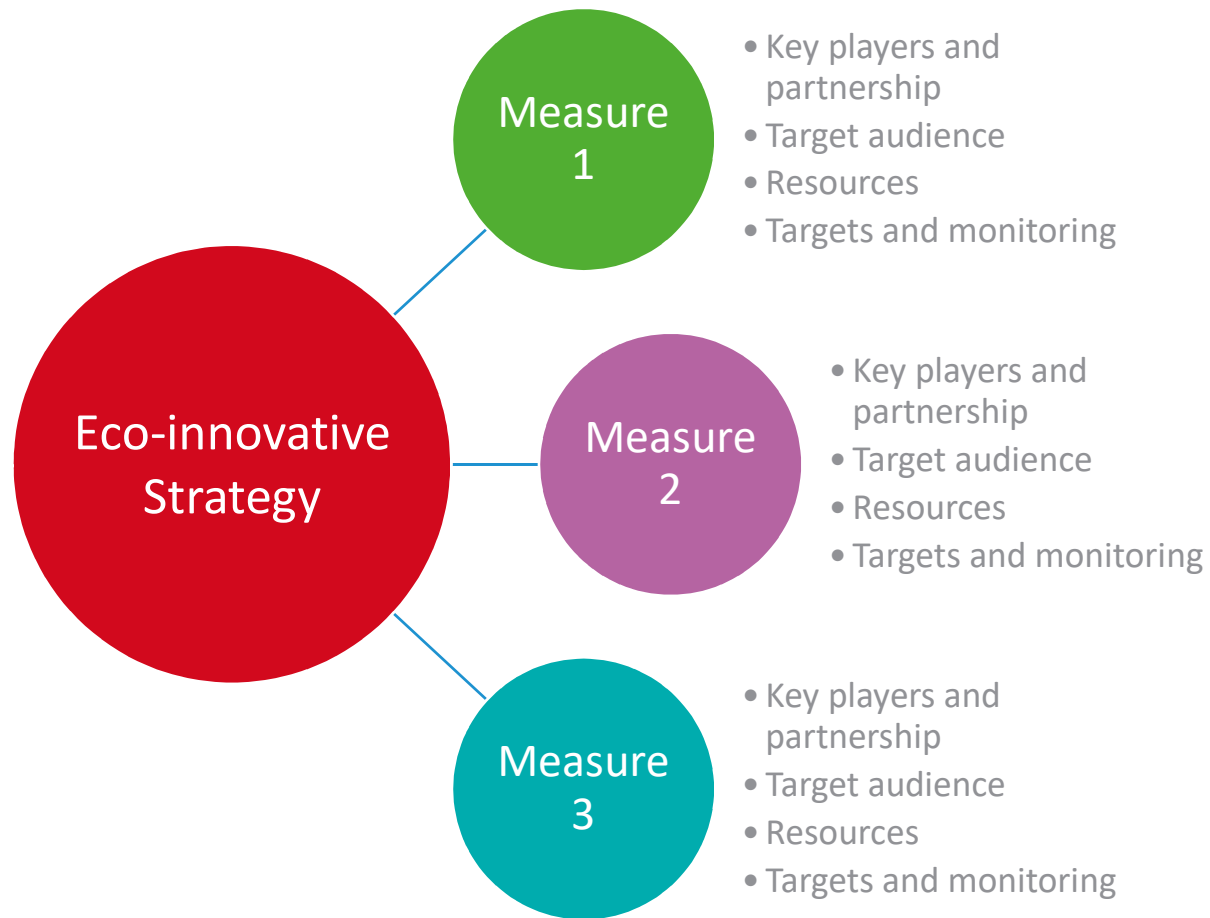 Eco-innovative
Strategy
Measure
1
• Key players and
partnership
• Target audience
• Resources
• Targets and monitoring
Measure
2
• Key players and
partnership
• Target audience
• Resources
• Targets and monitoring
Measure
3
• Key players and
partnership
• Target audience
• Resources
• Targets and monitoring